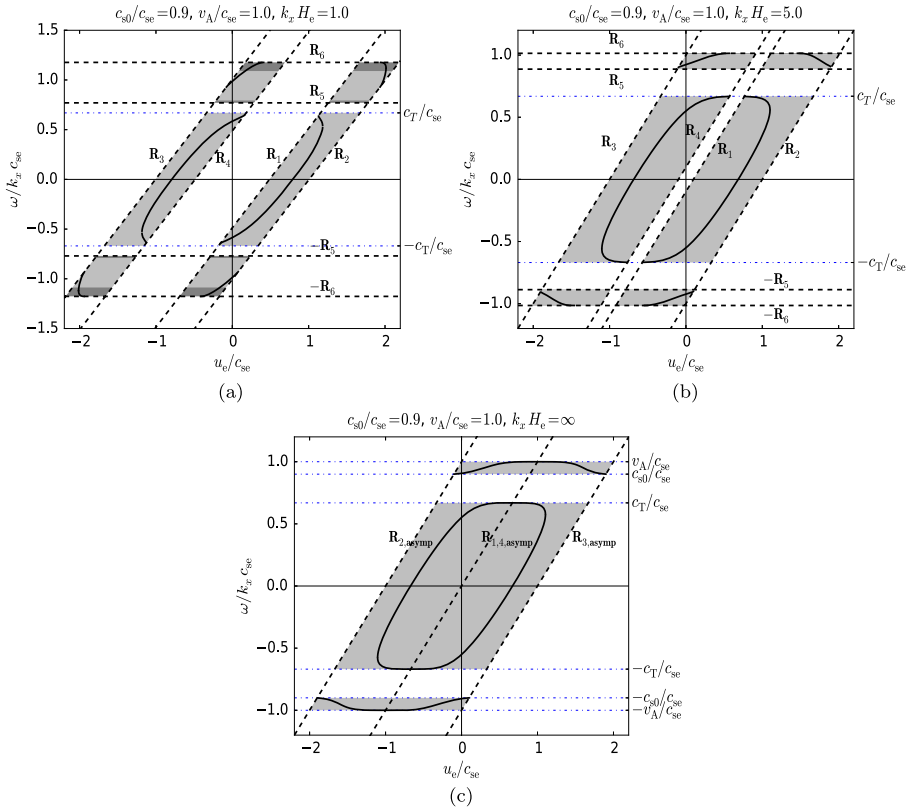 c_s0/c_se=0.9, v_A/c_se=1.0, k_x H_e=1.0
1.5
1.0
0.5
0.0
−0.5
−1.0
−1.5
ω/k_x c_se
R_6
R_5
c_T/c_se
R_3
R_4
R_1
R_2
−R_5
−c_T/c_se
−R_6
−2
−1
0
1
2
u_e/c_se
(a)
c_s0/c_se=0.9, v_A/c_se=1.0, k_x H_e=5.0
1.0
0.5
0.0
−0.5
−1.0
ω/k_x c_se
R_6
R_5
c_T/c_se
R_3
R_4
R_1
R_2
−c_T/c_se
−R_5
−R_6
−2
−1
0
1
2
u_e/c_se
(b)
c_s0/c_se=0.9, v_A/c_se=1.0, k_x H_e=∞
1.0
0.5
0.0
−0.5
−1.0
ω/k_x c_se
v_A/c_se
c_s0/c_se
c_T/c_se
R_2,asymp
R_1,4,asymp
R_3,asymp
−c_T/c_se
−c_s0/c_se
−v_A/c_se
−2
−1
0
1
2
u_e/c_se
(c)